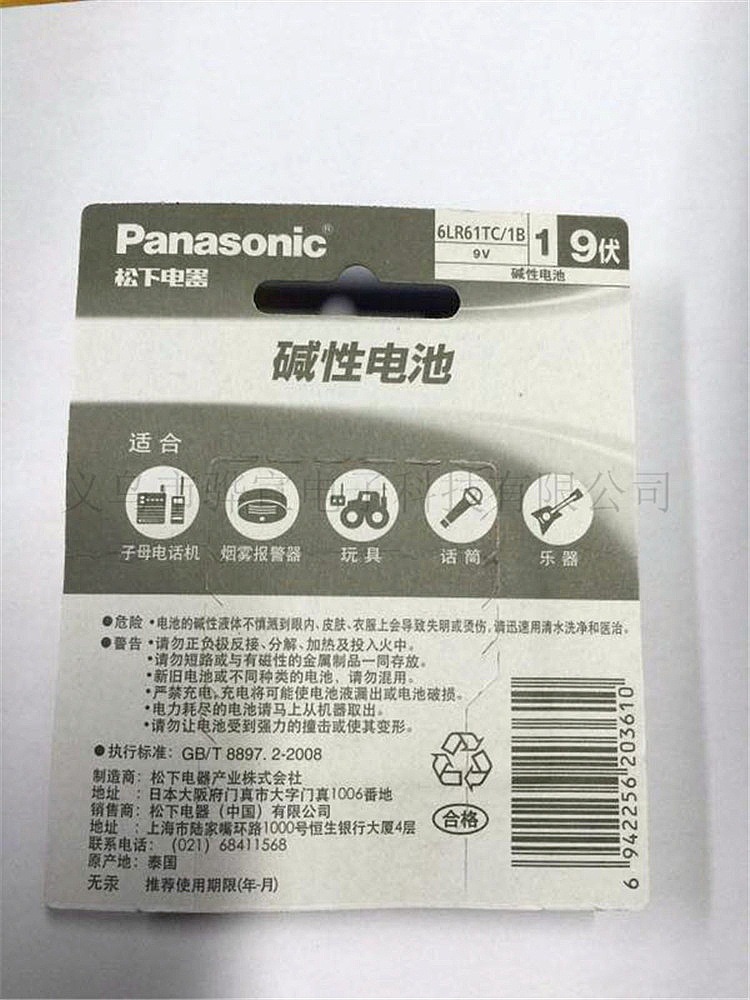 Panasonic®
松下电器
6LR61TC/1B
9V
1
9伏
碱性电池
碱性电池
适合
义乌市骅宜电子科技有限公司
子母电话机 烟雾报警器 玩具 话筒 乐器
●危险·电池的碱性液体不慎溅到眼内、皮肤、衣服上会导致失明或烫伤,请迅速用清水洗净和医治。
●警告·请勿正负极反接、分解、加热及投入火中。
·请勿短路或与有磁性的金属制品一同存放。
·新旧电池或不同种类的电池,请勿混用。
·严禁充电,充电将可能使电池液漏出或电池破损。
·电力耗尽的电池请马上从机器取出。
·请勿让电池受到强力的撞击或使其变形。
●执行标准: GB/T 8897.2-2008
制造商: 松下电器产业株式会社
地址 : 日本大阪府门真市大字门真1006番地
销售商: 松下电器(中国)有限公司
地址 : 上海市陆家嘴环路1000号恒生银行大厦4层
联系电话: (021) 68411568
原产地: 泰国
无汞 推荐使用期限(年-月)
合格
6 942256 203610